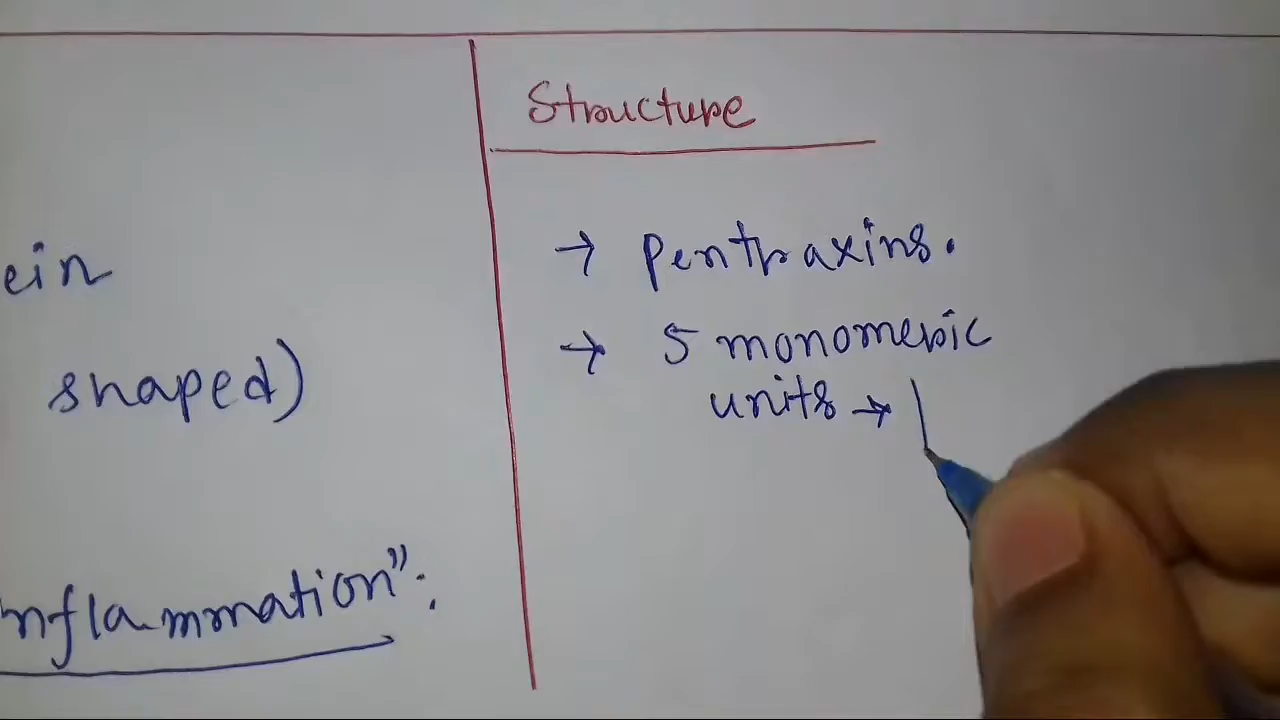 ein
shaped)
nflammation":
Structure
→ Pentraxins.
→ 5 monomeric
units →